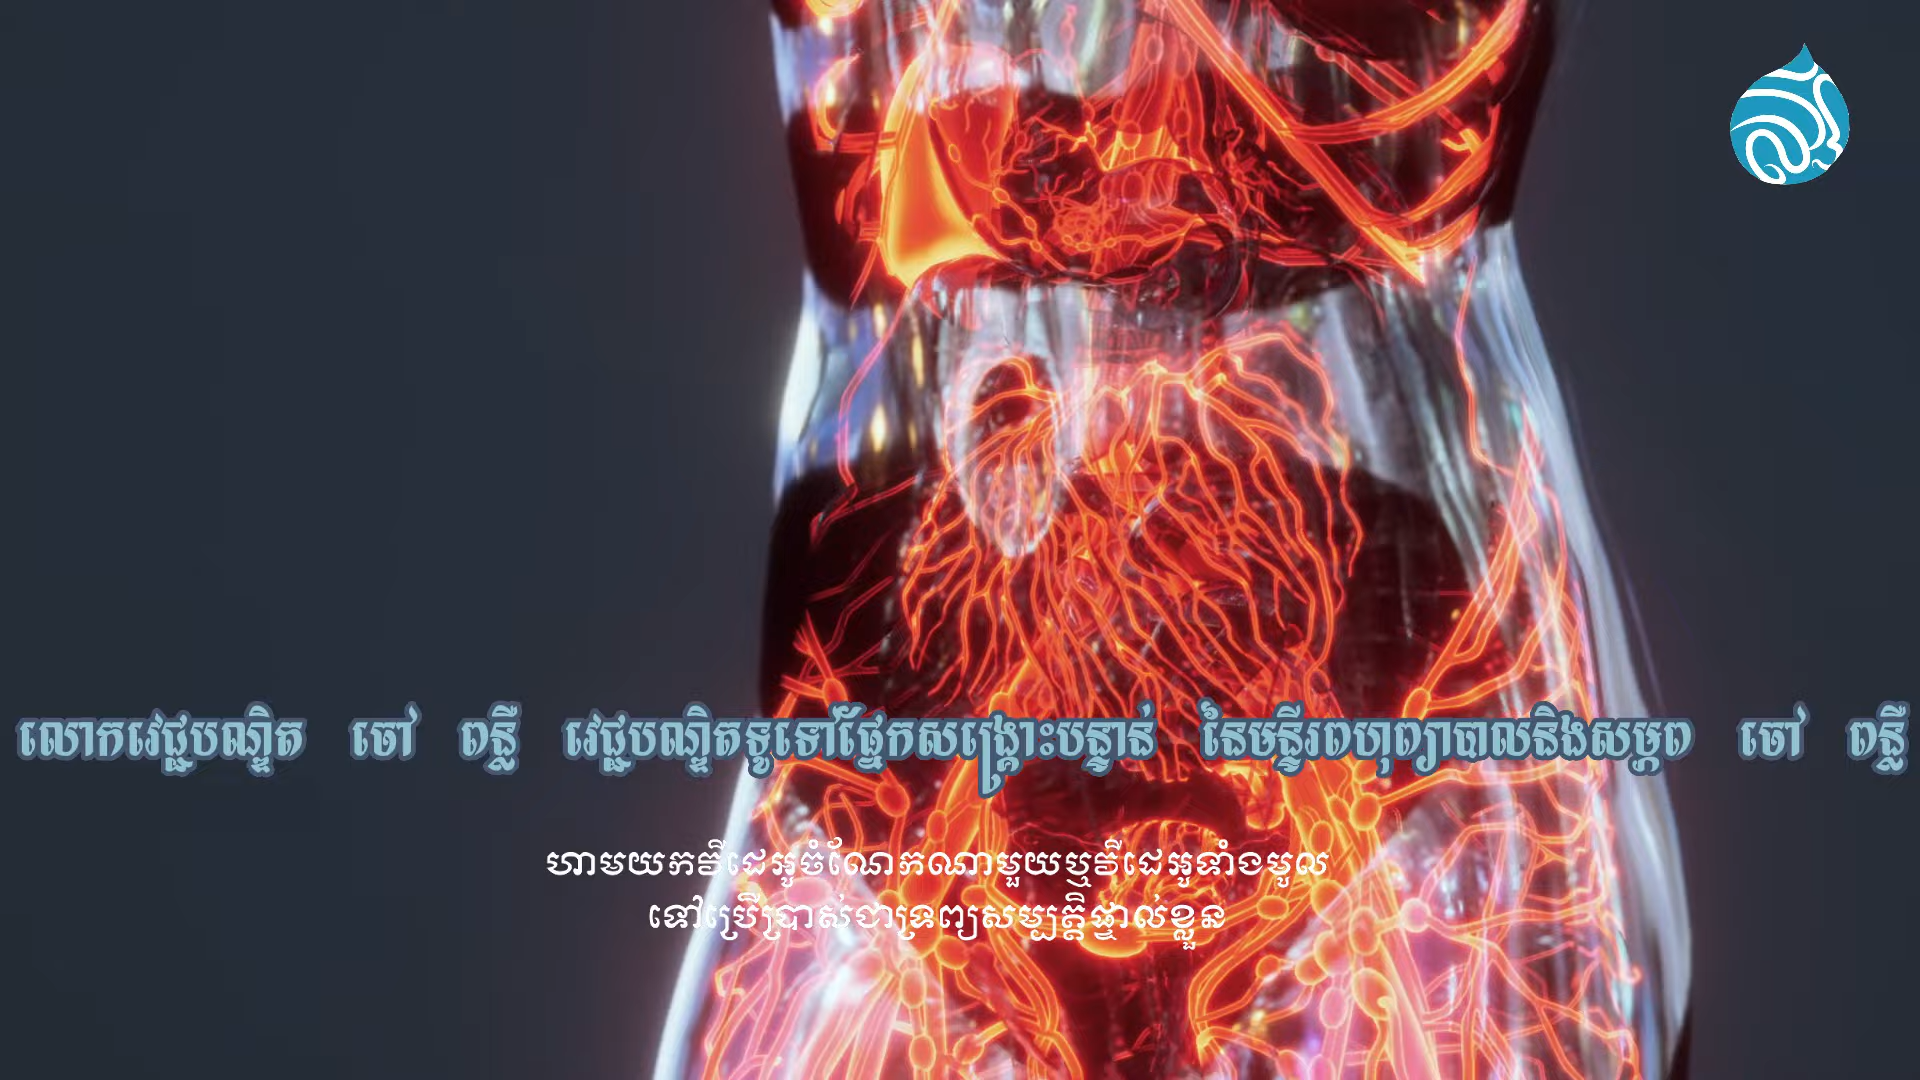 លោកវេជ្ជបណ្ឌិត ចៅ ពន្លឺ វេជ្ជបណ្ឌិតទូទៅផ្នែកសង្គ្រោះបន្ទាន់ នៃមន្ទីរពហុព្យាបាលនិងសម្ភព ចៅ ពន្លឺ
ហាមយកវីដេអូចំណែកណាមួយឬវីដេអូទាំងមូល
ទៅប្រើប្រាស់ជាទ្រព្យសម្បត្តិផ្ទាល់ខ្លួន